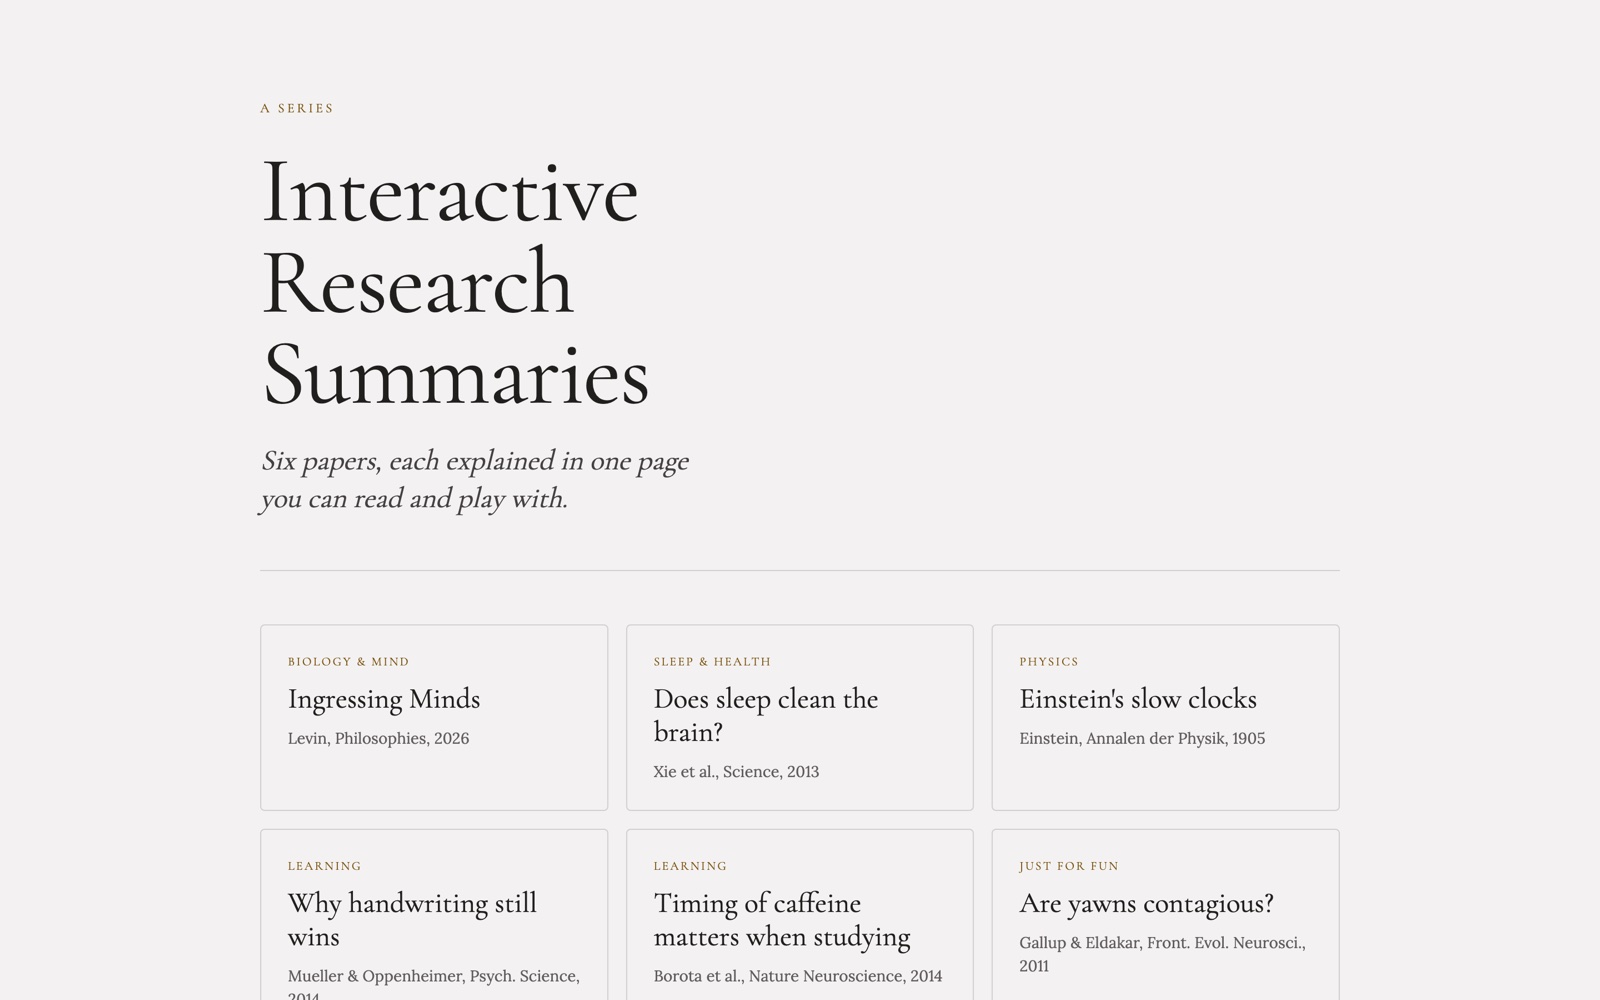 A SERIES
Interactive
Research
Summaries
Six papers, each explained in one page
you can read and play with.
BIOLOGY & MIND
Ingressing Minds
Levin, Philosophies, 2026
SLEEP & HEALTH
Does sleep clean the
brain?
Xie et al., Science, 2013
PHYSICS
Einstein's slow clocks
Einstein, Annalen der Physik, 1905
LEARNING
Why handwriting still
wins
Mueller & Oppenheimer, Psych. Science,
2014
LEARNING
Timing of caffeine
matters when studying
Borota et al., Nature Neuroscience, 2014
JUST FOR FUN
Are yawns contagious?
Gallup & Eldakar, Front. Evol. Neurosci.,
2011